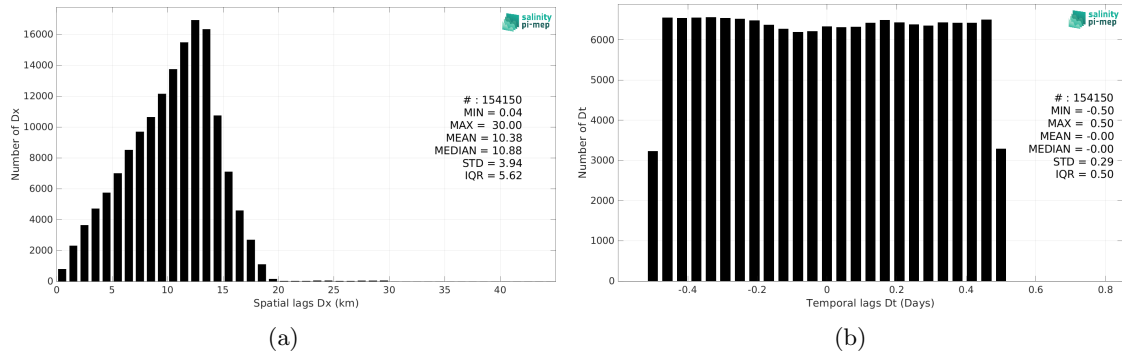 16000
14000
12000
10000
8000
6000
4000
2000
0
Number of Dx
salinity
pi-mep
# : 154150
MIN = 0.04
MAX = 30.00
MEAN = 10.38
MEDIAN = 10.88
STD = 3.94
IQR = 5.62
0 5 10 15 20 25 30 35 40
Spatial lags Dx (km)
(a)
6000
5000
4000
3000
2000
1000
0
Number of Dt
salinity
pi-mep
# : 154150
MIN = -0.50
MAX = 0.50
MEAN = -0.00
MEDIAN = -0.00
STD = 0.29
IQR = 0.50
-0.4 -0.2 0 0.2 0.4 0.6 0.8
Temporal lags Dt (Days)
(b)